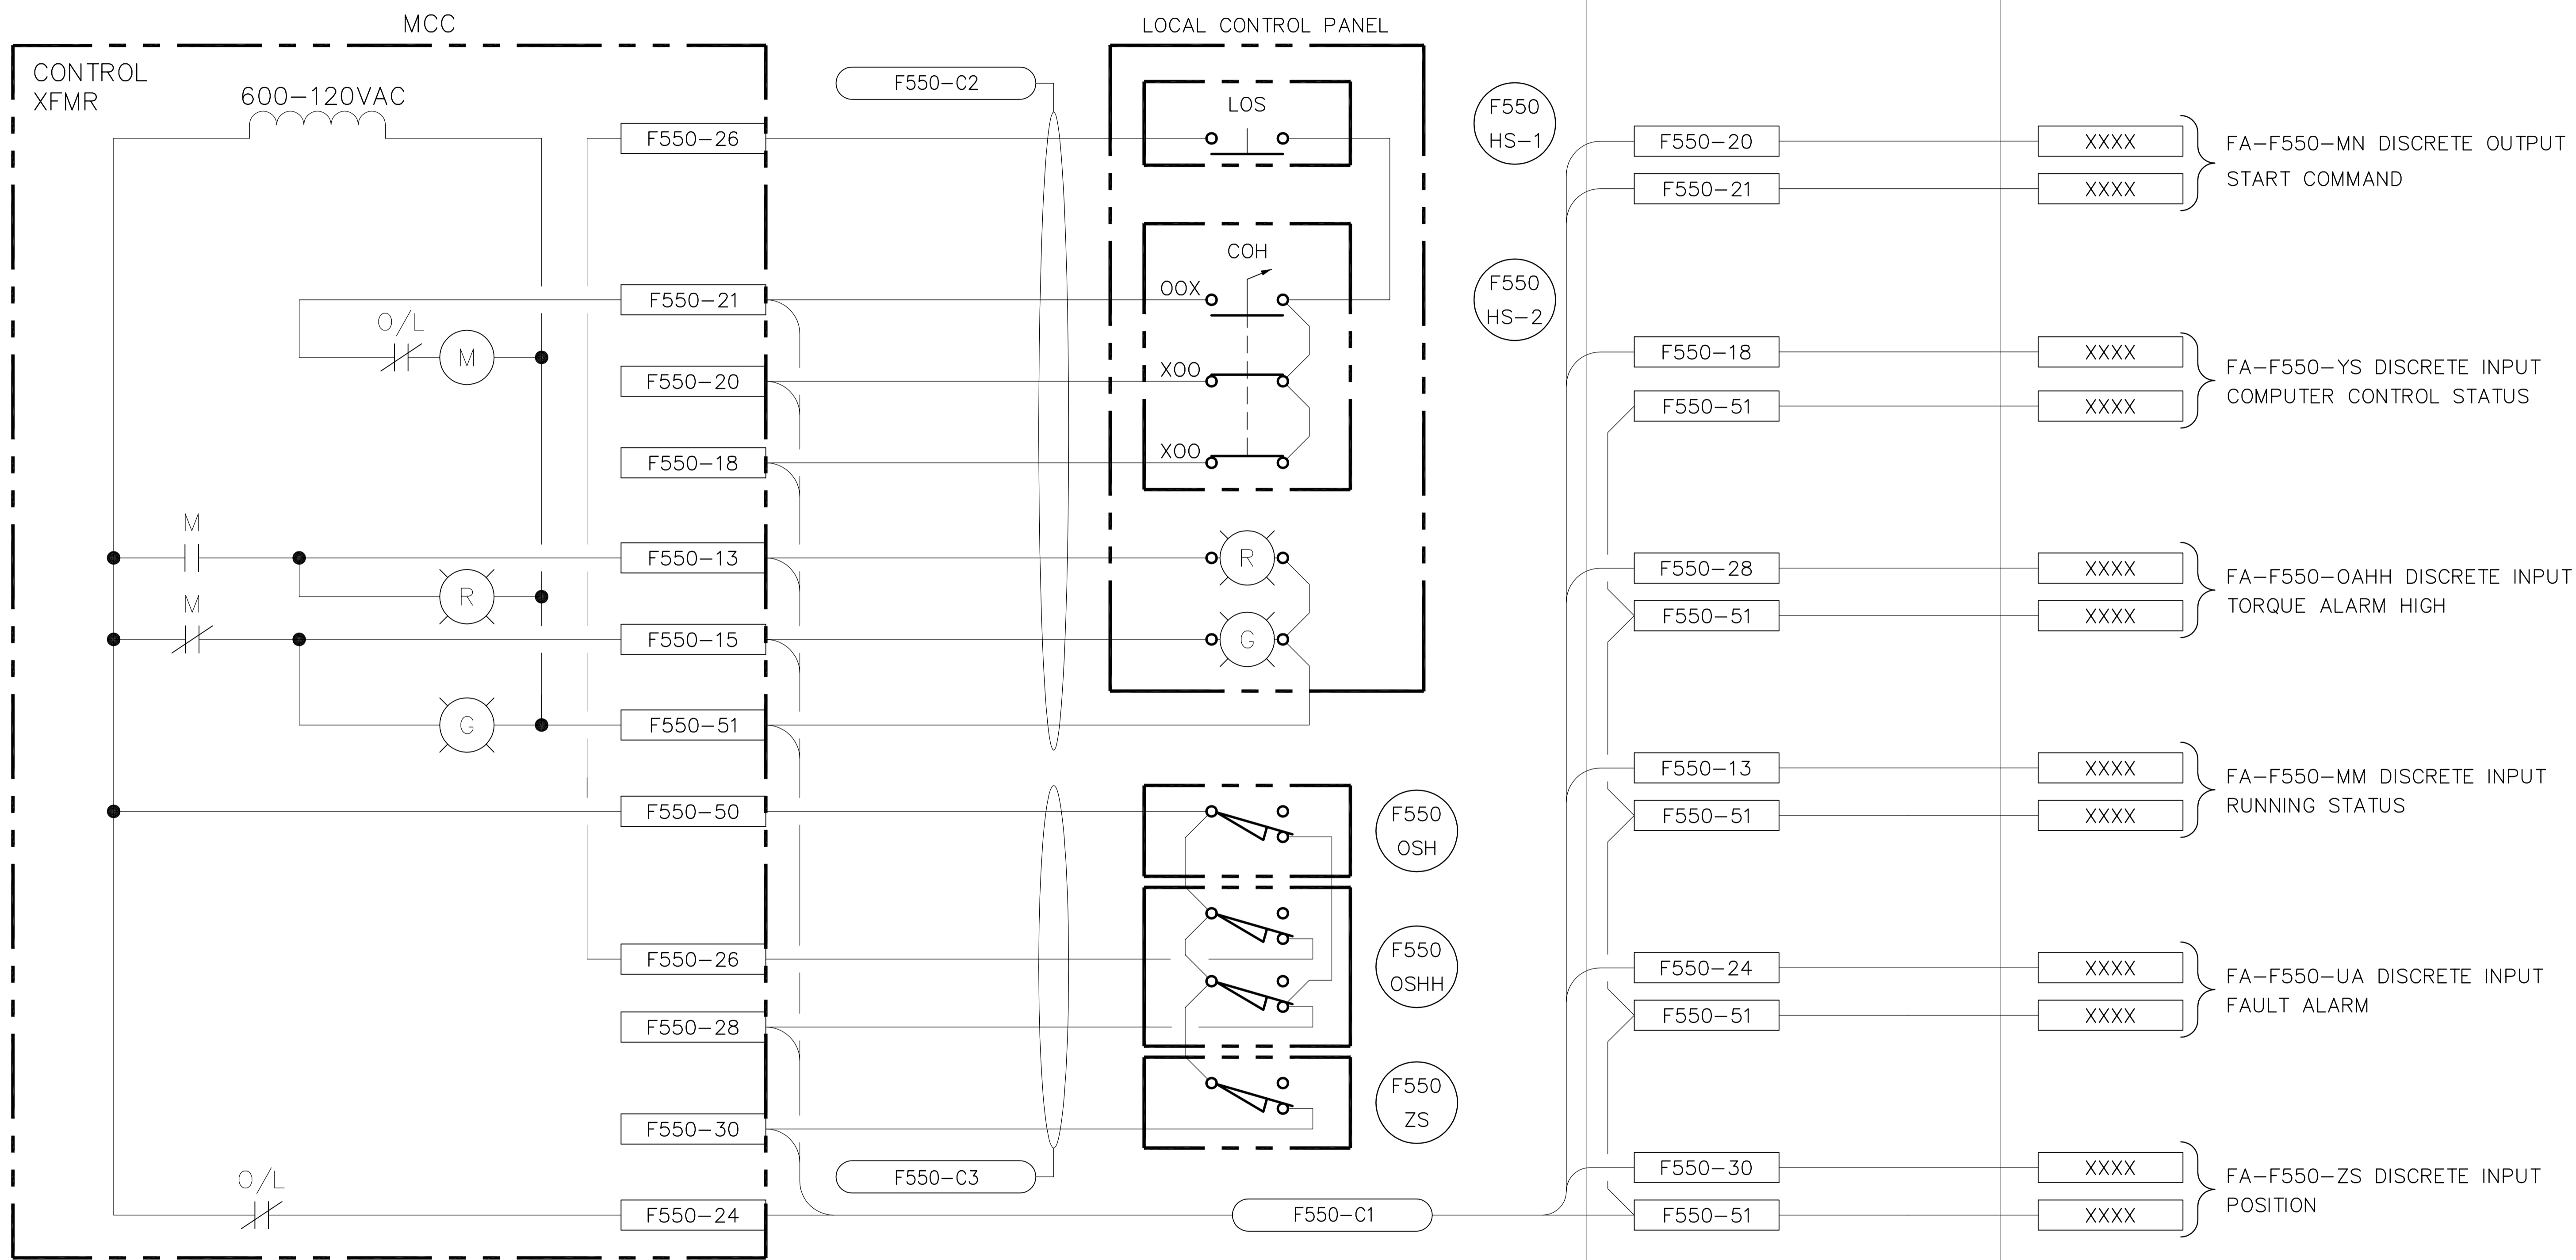 MCC
CONTROL
XFMR
600-120VAC
F550-26
F550-21
O/L
M
F550-20
F550-18
M
F550-13
R
M
F550-15
G
F550-51
F550-50
F550-26
F550-28
F550-30
O/L
F550-24
F550-C2
F550-C3
F550-C1
LOCAL CONTROL PANEL
LOS
COH
OOX
XOO
XOO
R
G
F550
HS-1
F550
HS-2
F550
OSH
F550
OSHH
F550
ZS
F550-20
XXXX
F550-21
XXXX
FA-F550-MN DISCRETE OUTPUT
START COMMAND
F550-18
XXXX
F550-51
XXXX
FA-F550-YS DISCRETE INPUT
COMPUTER CONTROL STATUS
F550-28
XXXX
F550-51
XXXX
FA-F550-OAHH DISCRETE INPUT
TORQUE ALARM HIGH
F550-13
XXXX
F550-51
XXXX
FA-F550-MM DISCRETE INPUT
RUNNING STATUS
F550-24
XXXX
F550-51
XXXX
FA-F550-UA DISCRETE INPUT
FAULT ALARM
F550-30
XXXX
F550-51
XXXX
FA-F550-ZS DISCRETE INPUT
POSITION